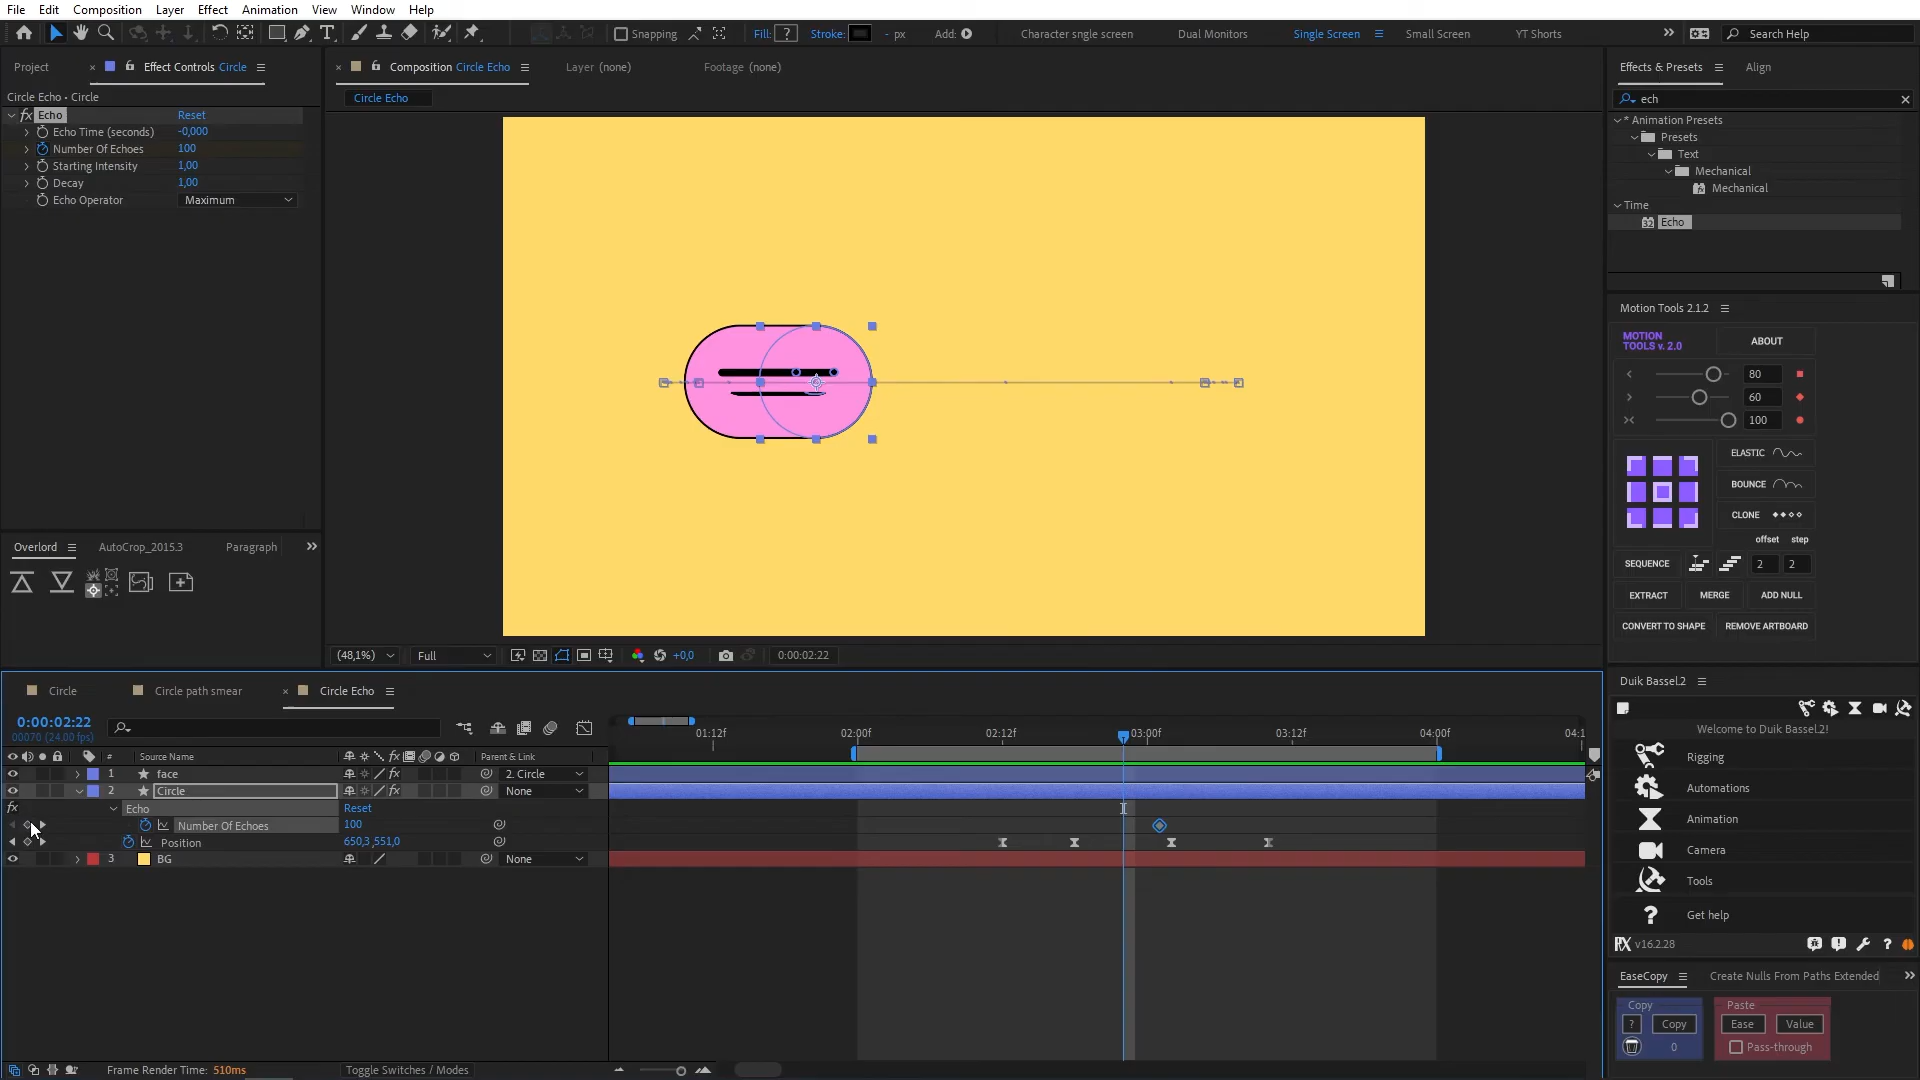 File Edit Composition Layer Effect Animation View Window Help
Snapping Fill: ? Stroke: - px Add: Character sngle screen Dual Monitors Single Screen Small Screen YT Shorts Search Help
Project Effect Controls Circle Composition Circle Echo Layer (none) Footage (none) Effects & Presets Align
Circle Echo • Circle
Circle Echo
ech
fx Echo Reset
Echo Time (seconds) -0,000
Number Of Echoes 100
Starting Intensity 1,00
Decay 1,00
Echo Operator Maximum
* Animation Presets
Presets
Text
Mechanical
Mechanical
Time
32 Echo
Motion Tools 2.1.2
MOTION TOOLS v. 2.0 ABOUT
80
60
100
ELASTIC
BOUNCE
CLONE
offset step
SEQUENCE 2 2
EXTRACT MERGE ADD NULL
CONVERT TO SHAPE REMOVE ARTBOARD
Overlord AutoCrop_2015.3 Paragraph
(48,1%) Full +0,0 0:00:02:22
Circle Circle path smear Circle Echo
0:00:02:22
00070 (24.00 fps)
01:12f 02:00f 02:12f 03:00f 03:12f 04:00f 04:1
# Source Name fx Parent & Link
1 face fx 2. Circle
2 Circle fx None
fx Echo Reset
Number Of Echoes 100
Position 650,3 ,551,0
3 BG None
Frame Render Time: 510ms Toggle Switches / Modes
Duik Bassel.2
Welcome to Duik Bassel.2!
Rigging
Automations
Animation
Camera
Tools
? Get help
RX v16.2.28 ?
EaseCopy Create Nulls From Paths Extended
Copy Paste
? Copy Ease Value
0 Pass-through